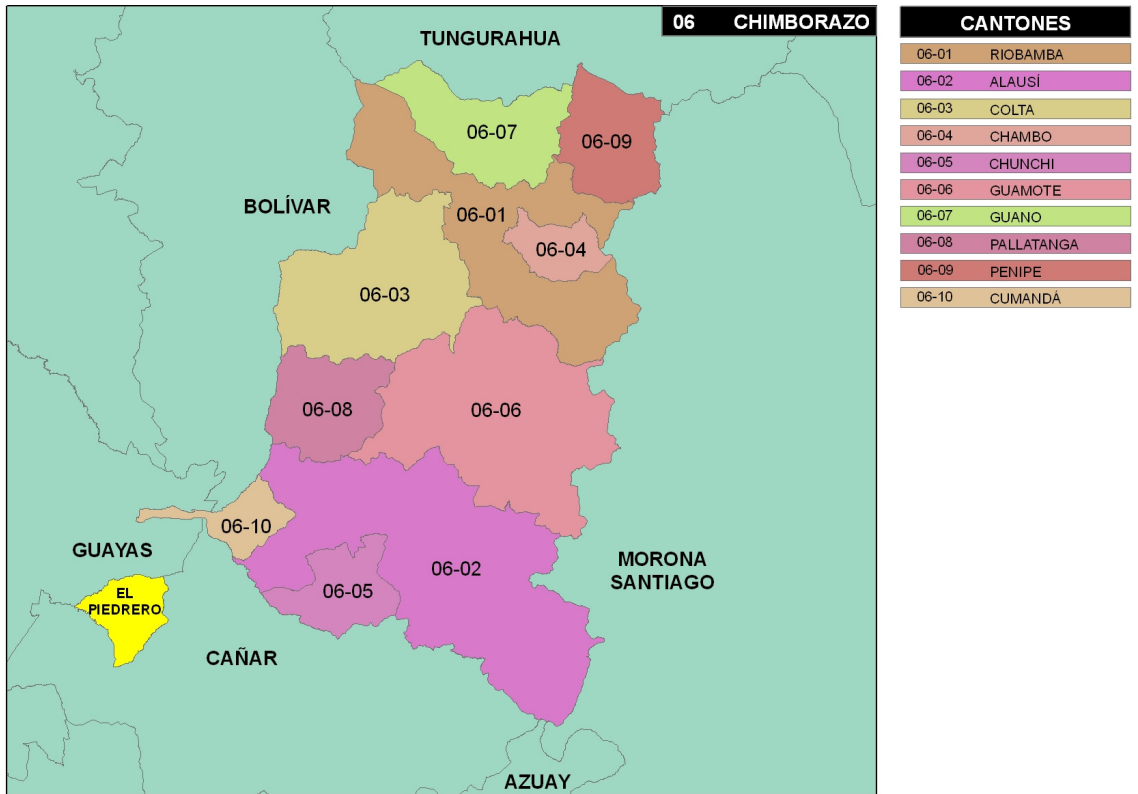 06 CHIMBORAZO
TUNGURAHUA
06-07
06-09
BOLÍVAR
06-01
06-04
06-03
06-08
06-06
06-10
GUAYAS
MORONA
SANTIAGO
06-02
06-05
EL
PIEDRERO
CAÑAR
AZUAY
CANTONES
06-01 RIOBAMBA
06-02 ALAUSÍ
06-03 COLTA
06-04 CHAMBO
06-05 CHUNCHI
06-06 GUAMOTE
06-07 GUANO
06-08 PALLATANGA
06-09 PENIPE
06-10 CUMANDÁ